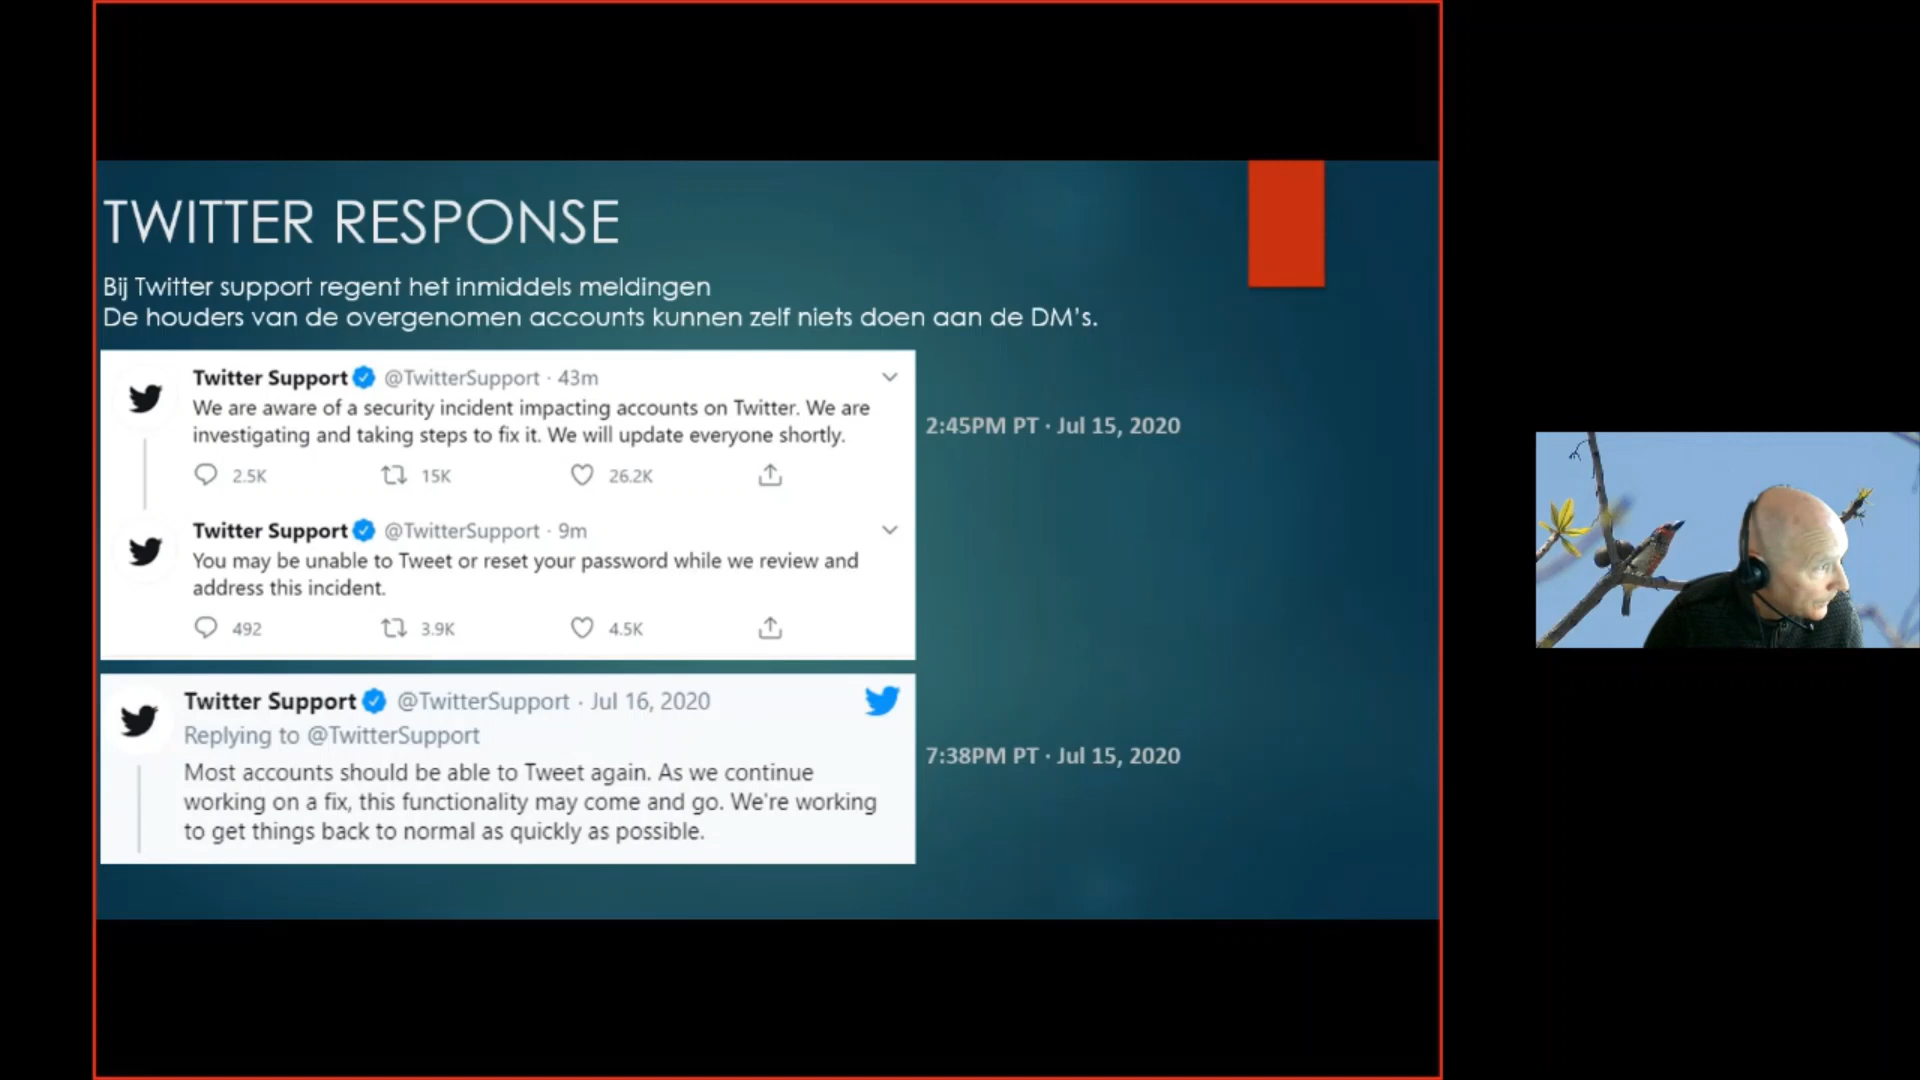 TWITTER RESPONSE
Bij Twitter support regent het inmiddels meldingen
De houders van de overgenomen accounts kunnen zelf niets doen aan de DM's.
Twitter Support @TwitterSupport · 43m
We are aware of a security incident impacting accounts on Twitter. We are
investigating and taking steps to fix it. We will update everyone shortly.
2.5K 15K 26.2K
2:45PM PT · Jul 15, 2020
Twitter Support @TwitterSupport · 9m
You may be unable to Tweet or reset your password while we review and
address this incident.
492 3.9K 4.5K
Twitter Support @TwitterSupport · Jul 16, 2020
Replying to @TwitterSupport
Most accounts should be able to Tweet again. As we continue
working on a fix, this functionality may come and go. We're working
to get things back to normal as quickly as possible.
7:38PM PT · Jul 15, 2020